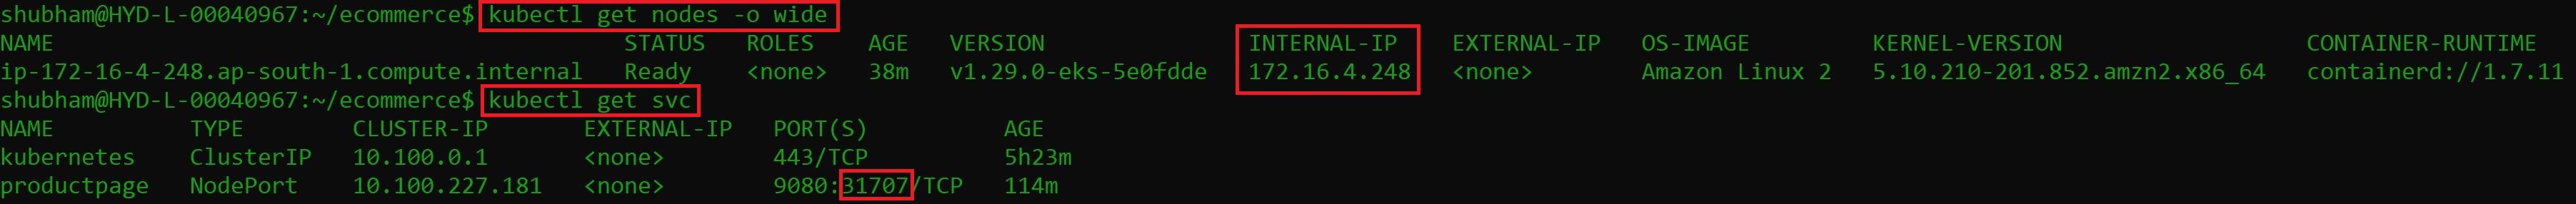 shubham@HYD-L-00040967:~/ecommerce$ kubectl get nodes -o wide
NAME STATUS ROLES AGE VERSION INTERNAL-IP EXTERNAL-IP OS-IMAGE KERNEL-VERSION CONTAINER-RUNTIME
ip-172-16-4-248.ap-south-1.compute.internal Ready <none> 38m v1.29.0-eks-5e0fdde 172.16.4.248 <none> Amazon Linux 2 5.10.210-201.852.amzn2.x86_64 containerd://1.7.11
shubham@HYD-L-00040967:~/ecommerce$ kubectl get svc
NAME TYPE CLUSTER-IP EXTERNAL-IP PORT(S) AGE
kubernetes ClusterIP 10.100.0.1 <none> 443/TCP 5h23m
productpage NodePort 10.100.227.181 <none> 9080:31707/TCP 114m